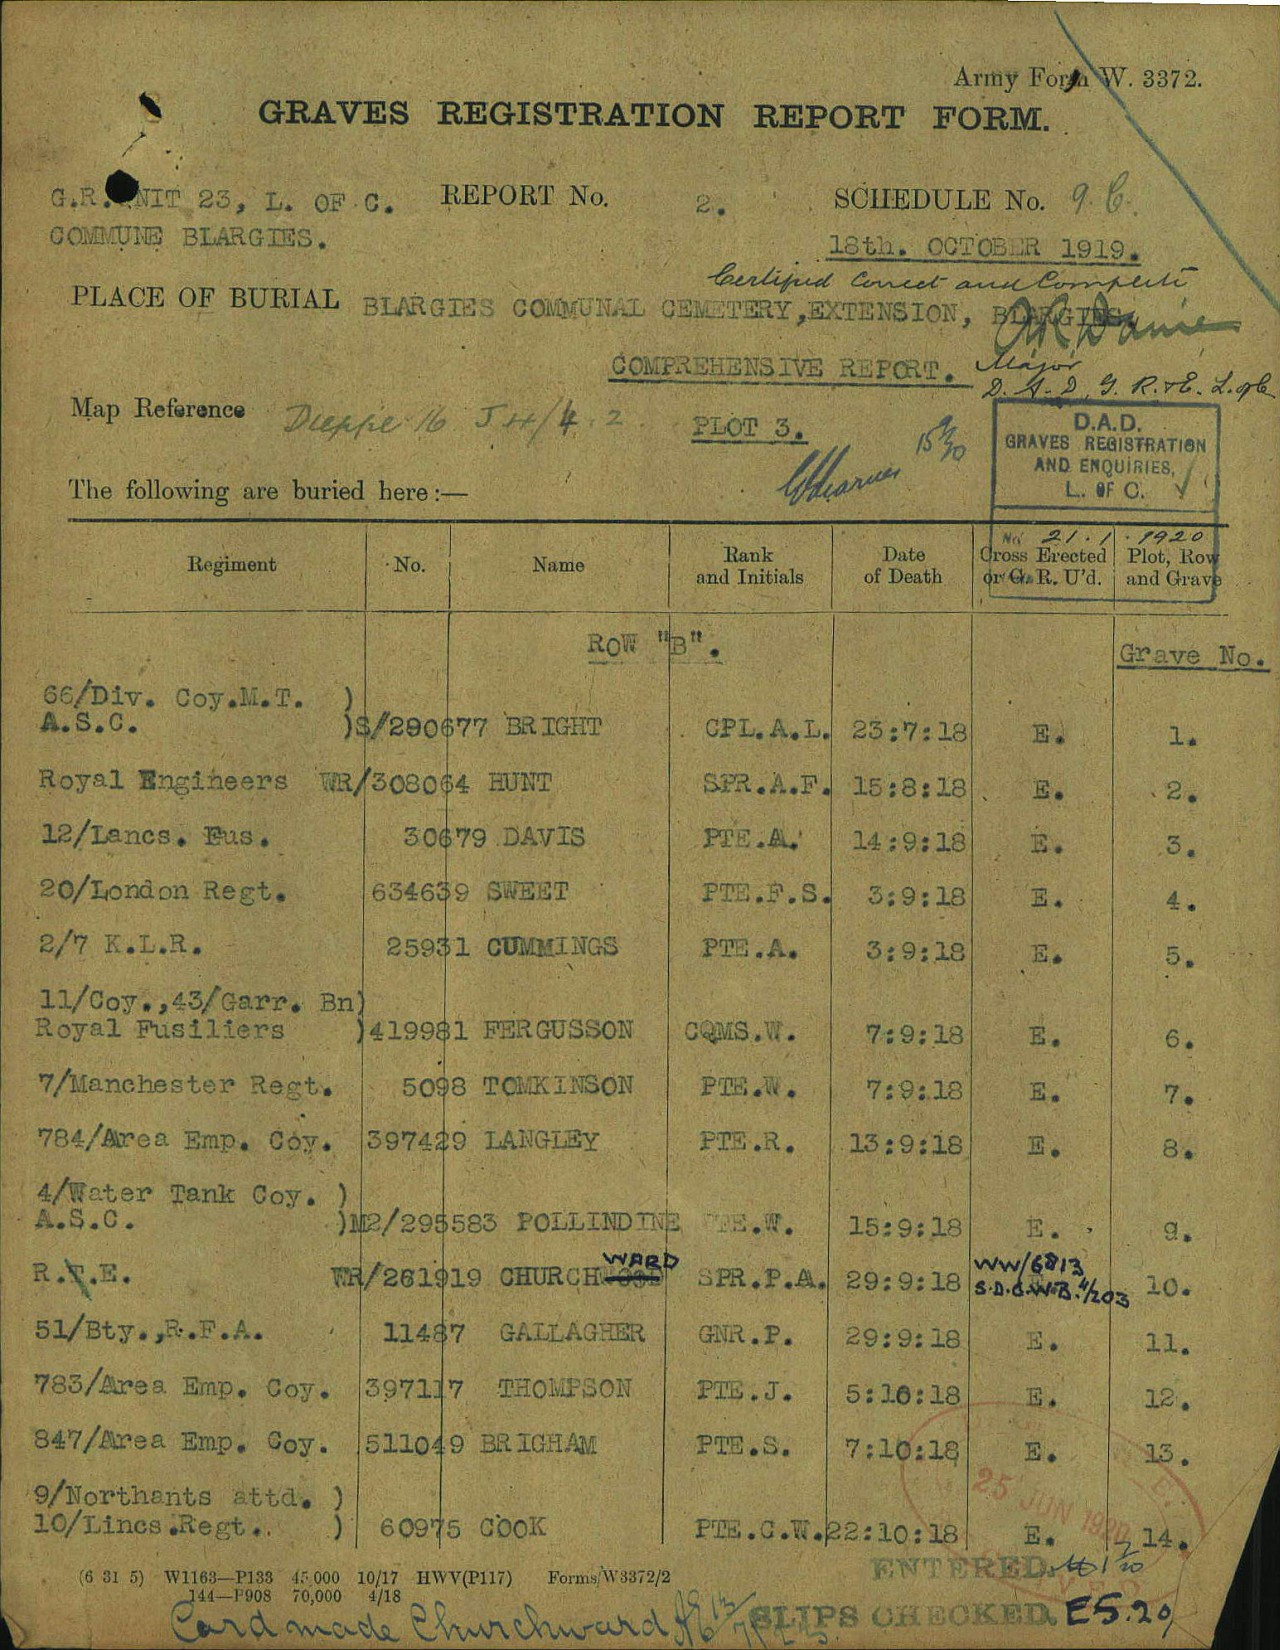 Army Form W. 3372.
GRAVES REGISTRATION REPORT FORM.
G.R. UNIT 23, L. OF C. REPORT No. 2. SCHEDULE No. 9 C.
COMMUNE BLARGIES.
18th. OCTOBER 1919.
Certified Correct and Complete
PLACE OF BURIAL BLARGIES COMMUNAL CEMETERY, EXTENSION, BLARGIES.
COMPREHENSIVE REPORT. Major
D. A. D. G. R. & E. L. of C
Map Reference Dieppe 16 J 4/4.2 PLOT 3.
D.A.D.
GRAVES REGISTRATION
AND ENQUIRIES,
L. OF C.
The following are buried here:—
21.1.1920
Regiment No. Name Rank and Initials Date of Death Cross Erected or G. R. U'd. Plot, Row and Grave
ROW "B". Grave No.
66/Div. Coy.M.T. )
A.S.C. )S/290677 BRIGHT CPL.A.L. 23:7:18 E. 1.
Royal Engineers WR/308064 HUNT SPR.A.F. 15:8:18 E. 2.
12/Lancs. Fus. 30679 DAVIS PTE.A. 14:9:18 E. 3.
20/London Regt. 634639 SWEET PTE.F.S. 3:9:18 E. 4.
2/7 K.L.R. 25931 CUMMINGS PTE.A. 3:9:18 E. 5.
11/Coy.,43/Garr. Bn)
Royal Fusiliers )419981 FERGUSSON CQMS.W. 7:9:18 E. 6.
7/Manchester Regt. 5098 TOMKINSON PTE.W. 7:9:18 E. 7.
784/Area Emp. Coy. 397429 LANGLEY PTE.R. 13:9:18 E. 8.
4/Water Tank Coy. )
A.S.C. )M2/295583 POLLINDINE PTE.W. 15:9:18 E. 9.
WARD WW/6813
R.E. WR/261919 CHURCH SPR.P.A. 29:9:18 10.
51/Bty.,R.F.A. 11487 GALLAGHER GNR.P. 29:9:18 E. 11.
783/Area Emp. Coy. 397117 THOMPSON PTE.J. 5:10:18 E. 12.
847/Area Emp. Coy. 511049 BRIGHAM PTE.S. 7:10:18 E. 13.
9/Northants attd. )
10/Lincs.Regt. ) 60975 COOK PTE.C.W. 22:10:18 E. 14.
25 JUN 1920
ENTERED.
(6 31 5) W1163—P133 45,000 10/17 HWV(P117) Forms/W3372/2
144—P908 70,000 4/18
Card made Churchward SLIPS CHECKED. E5.20